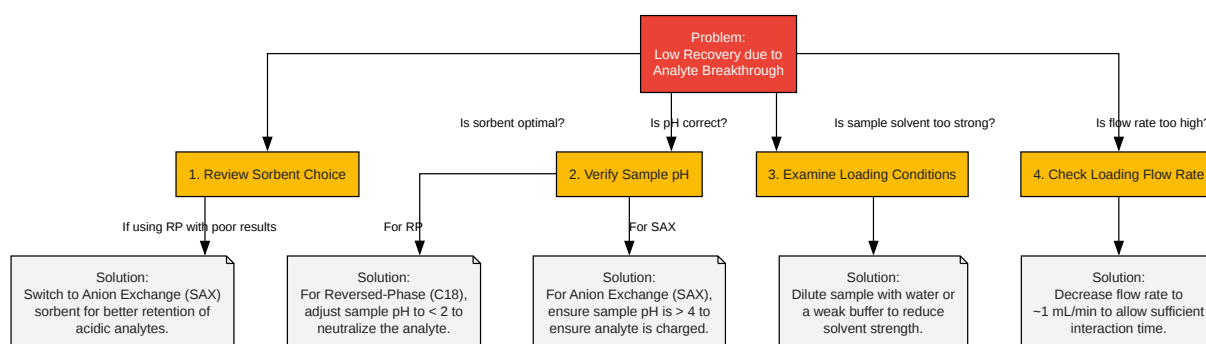 Problem:
Low Recovery due to
Analyte Breakthrough
Is sorbent optimal?
Is pH correct?
Is sample solvent too strong?
Is flow rate too high?
1. Review Sorbent Choice
2. Verify Sample pH
3. Examine Loading Conditions
4. Check Loading Flow Rate
If using RP with poor results
For RP
For SAX
Solution:
Switch to Anion Exchange (SAX)
sorbent for better retention of
acidic analytes.
Solution:
For Reversed-Phase (C18),
adjust sample pH to < 2 to
neutralize the analyte.
Solution:
For Anion Exchange (SAX),
ensure sample pH is > 4 to
ensure analyte is charged.
Solution:
Dilute sample with water or
a weak buffer to reduce
solvent strength.
Solution:
Decrease flow rate to
~1 mL/min to allow sufficient
interaction time.